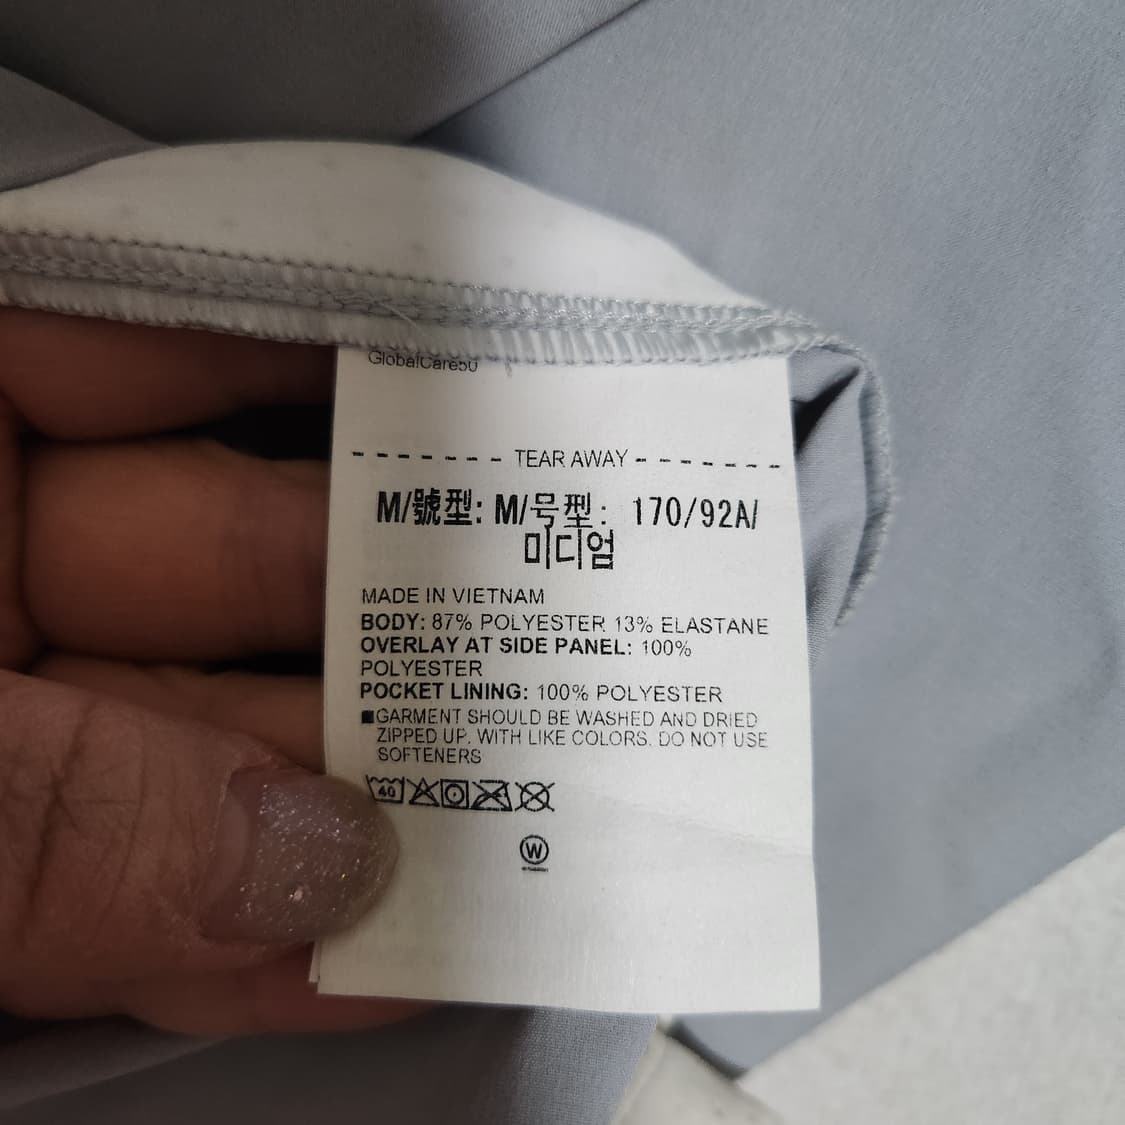 GlobalCare50
- - - - - - - TEAR AWAY - - - - - - -
M/號型: M/号型: 170/92A/
미디엄
MADE IN VIETNAM
BODY: 87% POLYESTER 13% ELASTANE
OVERLAY AT SIDE PANEL: 100%
POLYESTER
POCKET LINING: 100% POLYESTER
■GARMENT SHOULD BE WASHED AND DRIED
ZIPPED UP. WITH LIKE COLORS. DO NOT USE
SOFTENERS
40
W